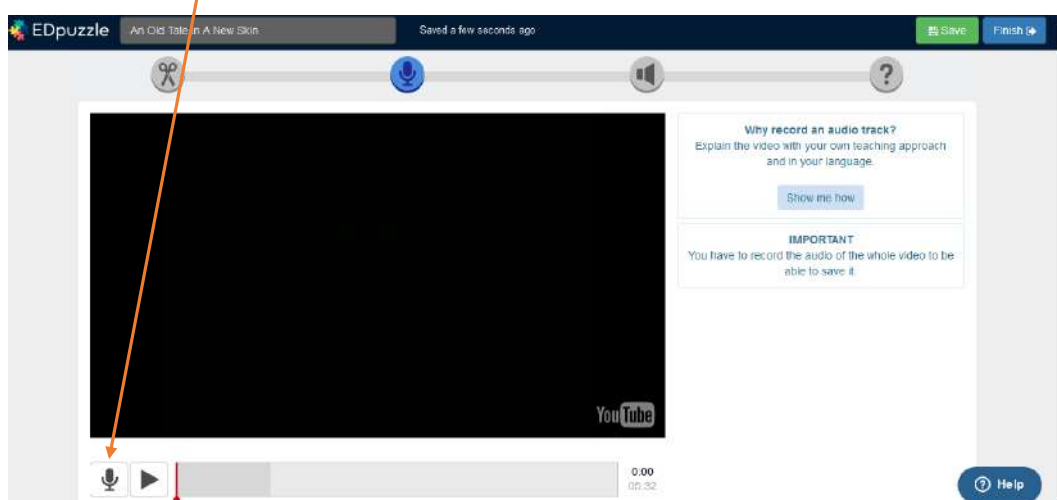 EDpuzzle
An Old Tale In A New Skin
Saved a few seconds ago
Save
Finish
?
Why record an audio track?
Explain the video with your own teaching approach
and in your language.
Show me how
IMPORTANT
You have to record the audio of the whole video to be
able to save it.
YouTube
0:00
00:32
? Help